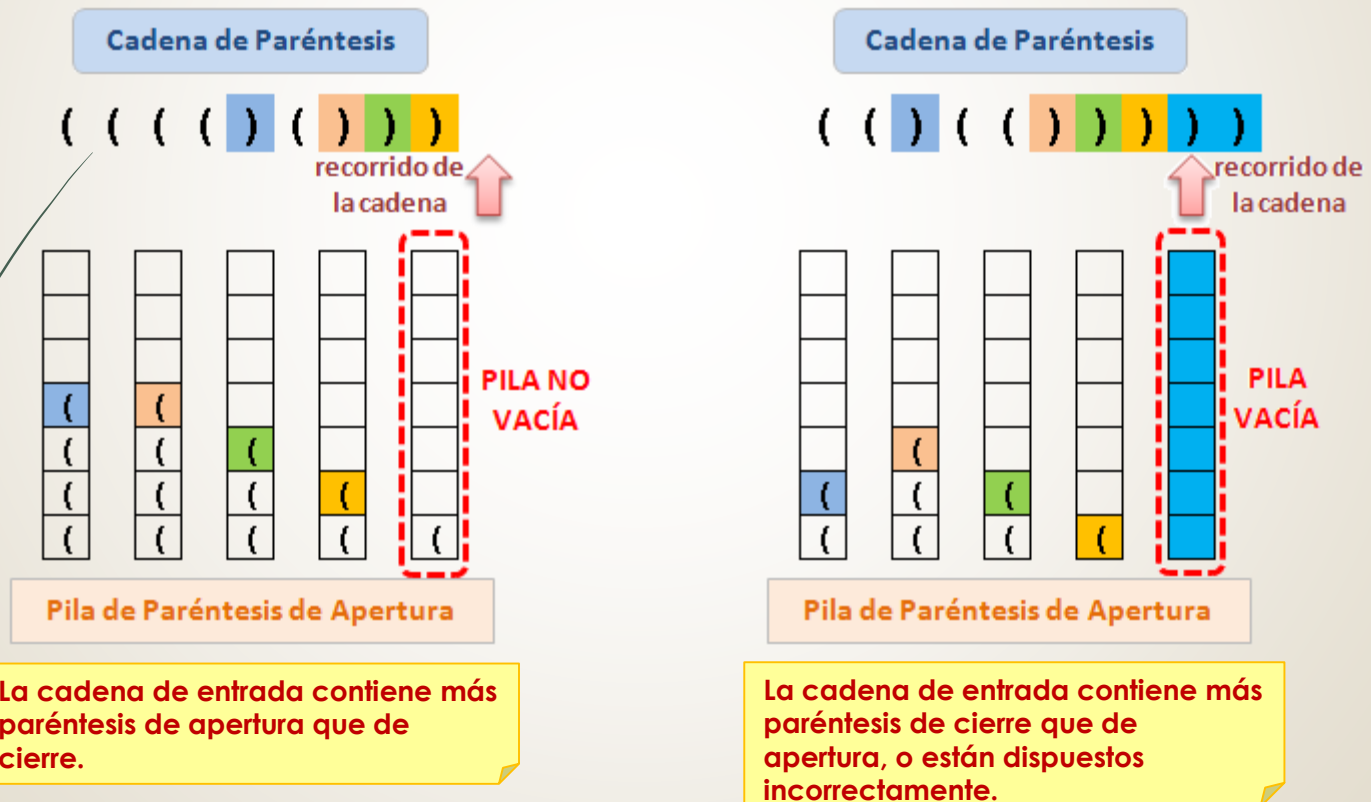 Cadena de Paréntesis
( ( ( ( ) ( ) ) )
recorrido de
la cadena
(
(
(
(
(
(
(
(
(
(
(
(
(
(
PILA NO
VACÍA
Pila de Paréntesis de Apertura
La cadena de entrada contiene más
paréntesis de apertura que de
cierre.
Cadena de Paréntesis
( ( ) ( ( ) ) ) ) )
recorrido de
la cadena
(
(
(
(
(
(
(
(
PILA
VACÍA
Pila de Paréntesis de Apertura
La cadena de entrada contiene más
paréntesis de cierre que de
apertura, o están dispuestos
incorrectamente.